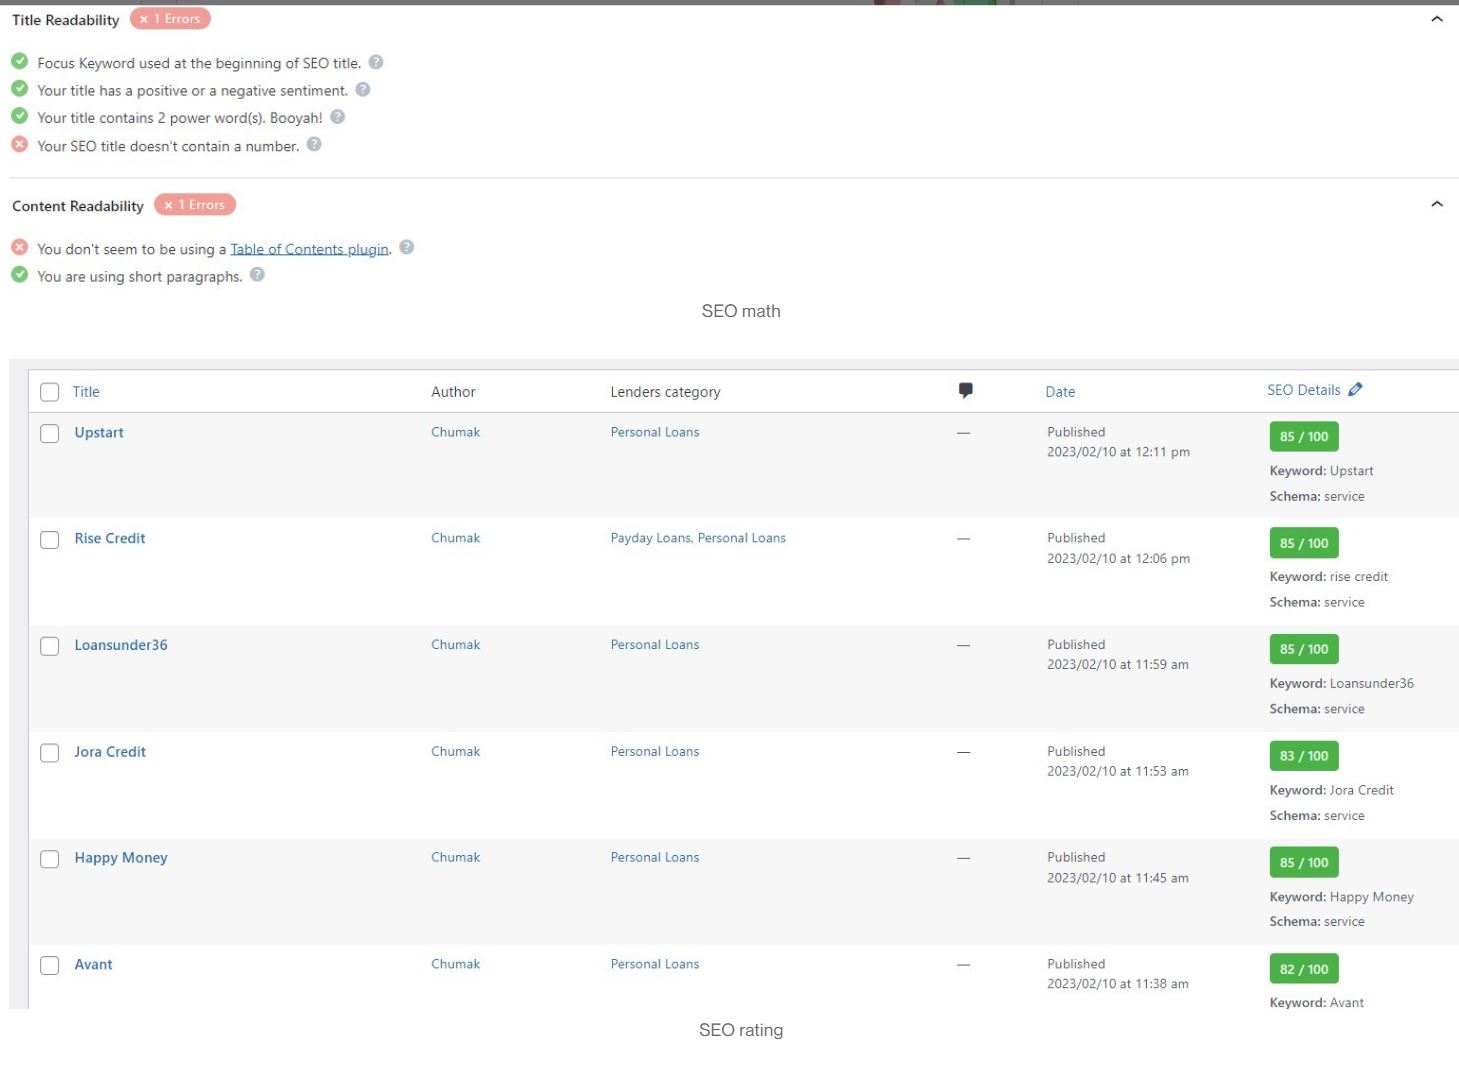 Title Readability × 1 Errors
Focus Keyword used at the beginning of SEO title. ?
Your title has a positive or a negative sentiment. ?
Your title contains 2 power word(s). Booyah! ?
Your SEO title doesn't contain a number. ?
Content Readability × 1 Errors
You don't seem to be using a Table of Contents plugin. ?
You are using short paragraphs. ?
SEO math
Title Author Lenders category Date SEO Details
Upstart Chumak Personal Loans — Published 85 / 100
2023/02/10 at 12:11 pm
Keyword: Upstart
Schema: service
Rise Credit Chumak Payday Loans, Personal Loans — Published 85 / 100
2023/02/10 at 12:06 pm
Keyword: rise credit
Schema: service
Loansunder36 Chumak Personal Loans — Published 85 / 100
2023/02/10 at 11:59 am
Keyword: Loansunder36
Schema: service
Jora Credit Chumak Personal Loans — Published 83 / 100
2023/02/10 at 11:53 am
Keyword: Jora Credit
Schema: service
Happy Money Chumak Personal Loans — Published 85 / 100
2023/02/10 at 11:45 am
Keyword: Happy Money
Schema: service
Avant Chumak Personal Loans — Published 82 / 100
2023/02/10 at 11:38 am
Keyword: Avant
SEO rating